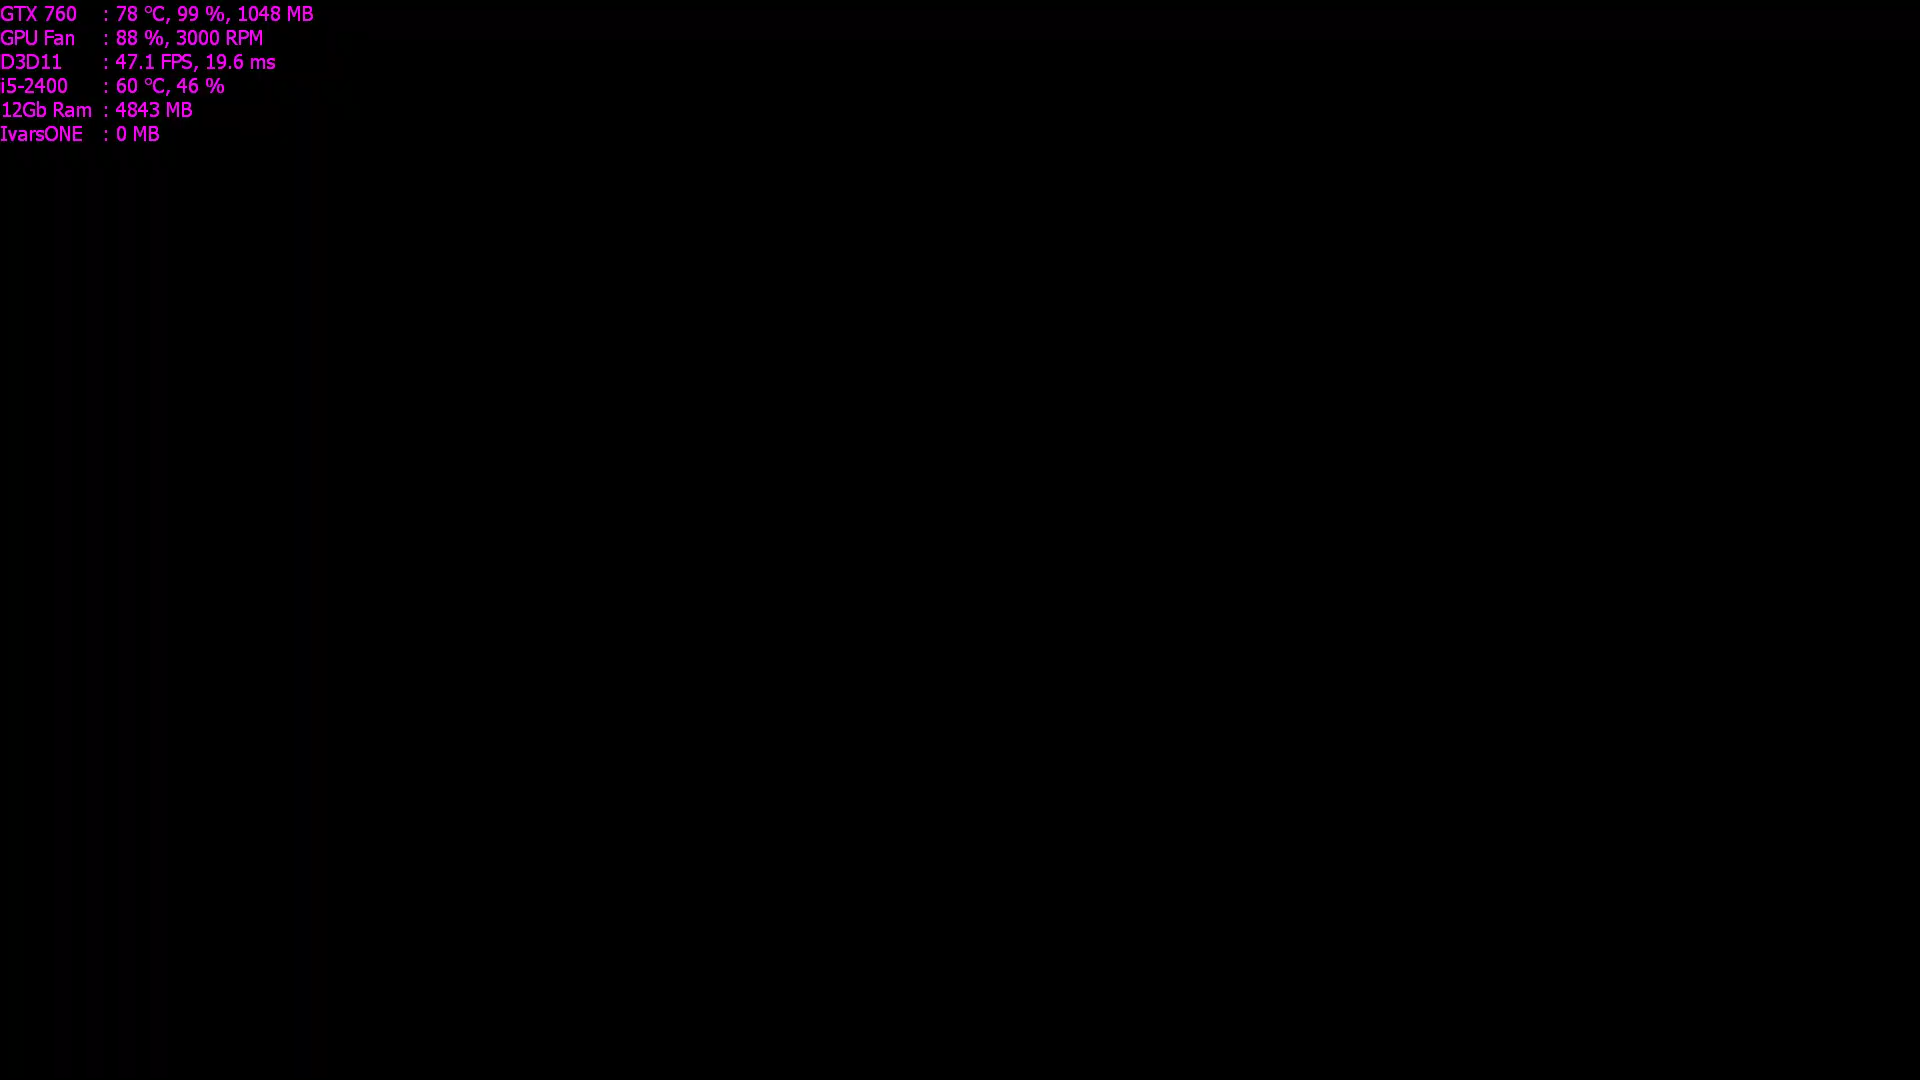 GTX 760 : 78 °C, 99 %, 1048 MB
GPU Fan : 88 %, 3000 RPM
D3D11 : 47.1 FPS, 19.6 ms
i5-2400 : 60 °C, 46 %
12Gb Ram : 4843 MB
IvarsONE : 0 MB